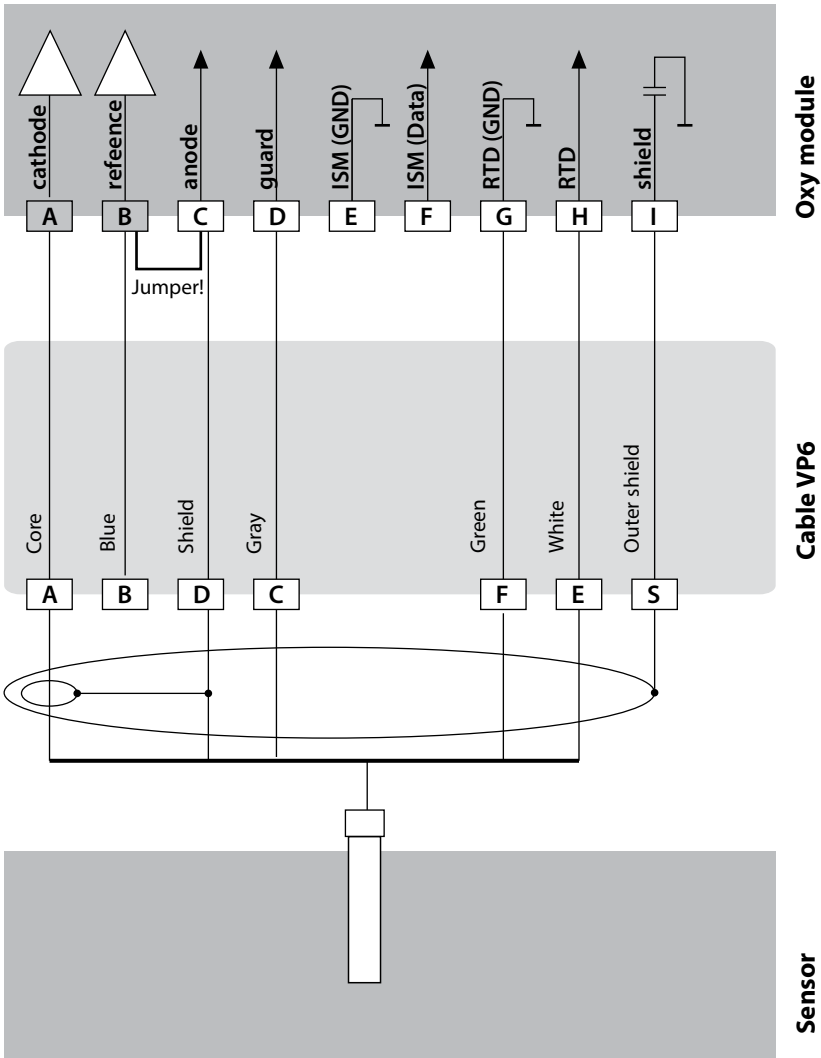 cathode
refeence
anode
guard
ISM (GND)
ISM (Data)
RTD (GND)
RTD
shield
Oxy module
A
B
C
D
E
F
G
H
I
Jumper!
Core
Blue
Shield
Gray
Green
White
Outer shield
Cable VP6
A
B
D
C
F
E
S
Sensor